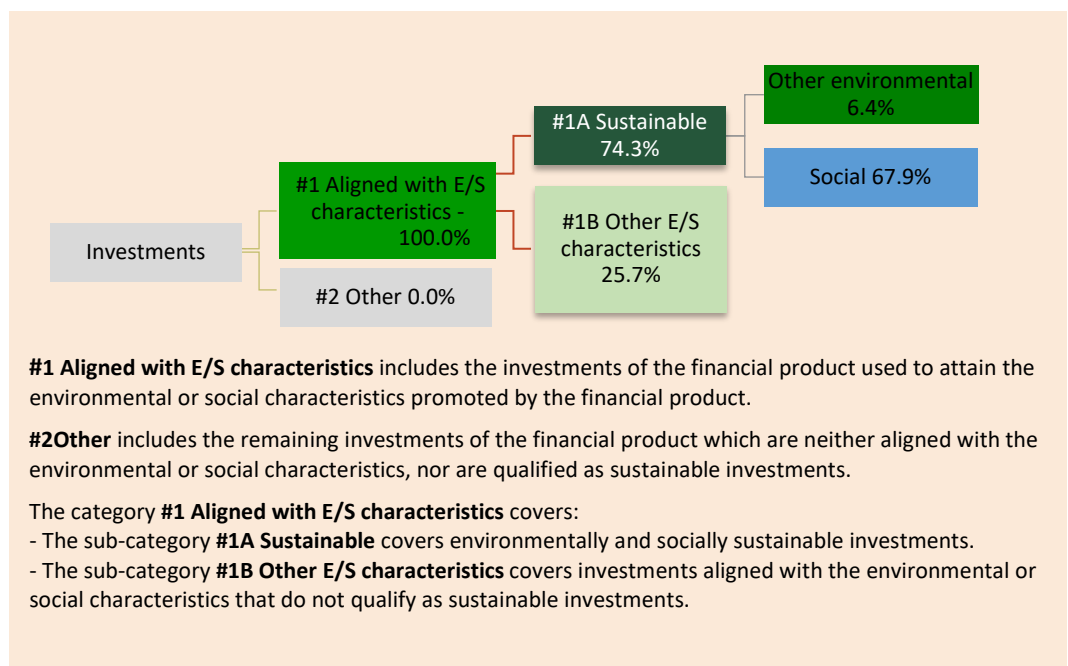 Investments
#1 Aligned with E/S
characteristics -
100.0%
#2 Other 0.0%
#1A Sustainable
74.3%
#1B Other E/S
characteristics
25.7%
Other environmental
6.4%
Social 67.9%
#1 Aligned with E/S characteristics includes the investments of the financial product used to attain the
environmental or social characteristics promoted by the financial product.
#2Other includes the remaining investments of the financial product which are neither aligned with the
environmental or social characteristics, nor are qualified as sustainable investments.
The category #1 Aligned with E/S characteristics covers:
- The sub-category #1A Sustainable covers environmentally and socially sustainable investments.
- The sub-category #1B Other E/S characteristics covers investments aligned with the environmental or
social characteristics that do not qualify as sustainable investments.